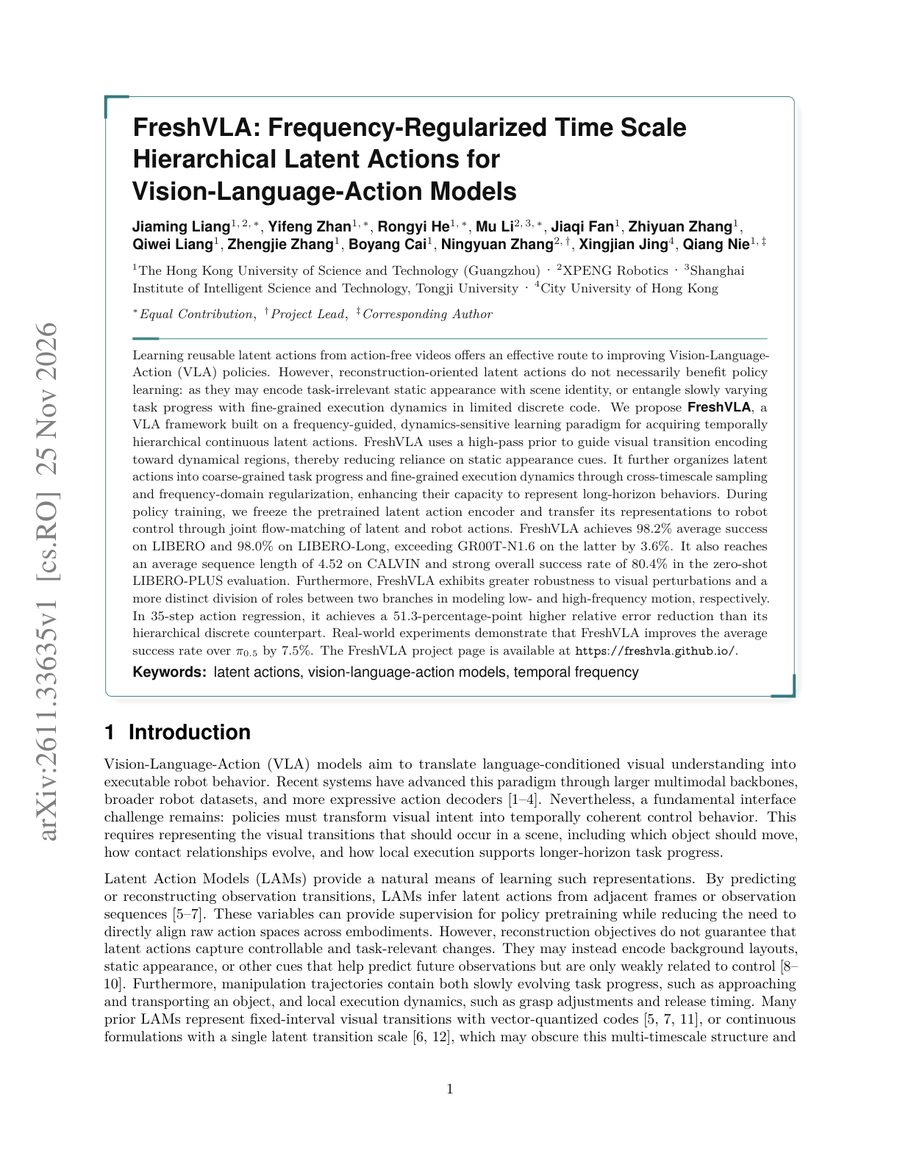 FreshVLA: Frequency-Regularized Time Scale
Hierarchical Latent Actions for
Vision-Language-Action Models
Jiaming Liang1, 2, ∗, Yifeng Zhan1, ∗, Rongyi He1, ∗, Mu Li2, 3, ∗, Jiaqi Fan1, Zhiyuan Zhang1,
Qiwei Liang1, Zhengjie Zhang1, Boyang Cai1, Ningyuan Zhang2, †, Xingjian Jing4, Qiang Nie1, ‡
1The Hong Kong University of Science and Technology (Guangzhou) · 2XPENG Robotics · 3Shanghai
Institute of Intelligent Science and Technology, Tongji University · 4City University of Hong Kong
∗Equal Contribution, †Project Lead, ‡Corresponding Author
Learning reusable latent actions from action-free videos offers an effective route to improving Vision-Language-
Action (VLA) policies. However, reconstruction-oriented latent actions do not necessarily benefit policy
learning: as they may encode task-irrelevant static appearance with scene identity, or entangle slowly varying
task progress with fine-grained execution dynamics in limited discrete code. We propose FreshVLA, a
VLA framework built on a frequency-guided, dynamics-sensitive learning paradigm for acquiring temporally
hierarchical continuous latent actions. FreshVLA uses a high-pass prior to guide visual transition encoding
toward dynamical regions, thereby reducing reliance on static appearance cues. It further organizes latent
actions into coarse-grained task progress and fine-grained execution dynamics through cross-timescale sampling
and frequency-domain regularization, enhancing their capacity to represent long-horizon behaviors. During
policy training, we freeze the pretrained latent action encoder and transfer its representations to robot
control through joint flow-matching of latent and robot actions. FreshVLA achieves 98.2% average success
on LIBERO and 98.0% on LIBERO-Long, exceeding GR00T-N1.6 on the latter by 3.6%. It also reaches
an average sequence length of 4.52 on CALVIN and strong overall success rate of 80.4% in the zero-shot
LIBERO-PLUS evaluation. Furthermore, FreshVLA exhibits greater robustness to visual perturbations and a
more distinct division of roles between two branches in modeling low- and high-frequency motion, respectively.
In 35-step action regression, it achieves a 51.3-percentage-point higher relative error reduction than its
hierarchical discrete counterpart. Real-world experiments demonstrate that FreshVLA improves the average
success rate over π0.5 by 7.5%. The FreshVLA project page is available at https://freshvla.github.io/.
Keywords: latent actions, vision-language-action models, temporal frequency
1 Introduction
Vision-Language-Action (VLA) models aim to translate language-conditioned visual understanding into
executable robot behavior. Recent systems have advanced this paradigm through larger multimodal backbones,
broader robot datasets, and more expressive action decoders [1–4]. Nevertheless, a fundamental interface
challenge remains: policies must transform visual intent into temporally coherent control behavior. This
requires representing the visual transitions that should occur in a scene, including which object should move,
how contact relationships evolve, and how local execution supports longer-horizon task progress.
Latent Action Models (LAMs) provide a natural means of learning such representations. By predicting
or reconstructing observation transitions, LAMs infer latent actions from adjacent frames or observation
sequences [5–7]. These variables can provide supervision for policy pretraining while reducing the need to
directly align raw action spaces across embodiments. However, reconstruction objectives do not guarantee that
latent actions capture controllable and task-relevant changes. They may instead encode background layouts,
static appearance, or other cues that help predict future observations but are only weakly related to control [8–
10]. Furthermore, manipulation trajectories contain both slowly evolving task progress, such as approaching
and transporting an object, and local execution dynamics, such as grasp adjustments and release timing. Many
prior LAMs represent fixed-interval visual transitions with vector-quantized codes [5, 7, 11], or continuous
formulations with a single latent transition scale [6, 12], which may obscure this multi-timescale structure and
1
arXiv:2611.33635v1 [cs.RO] 25 Nov 2026